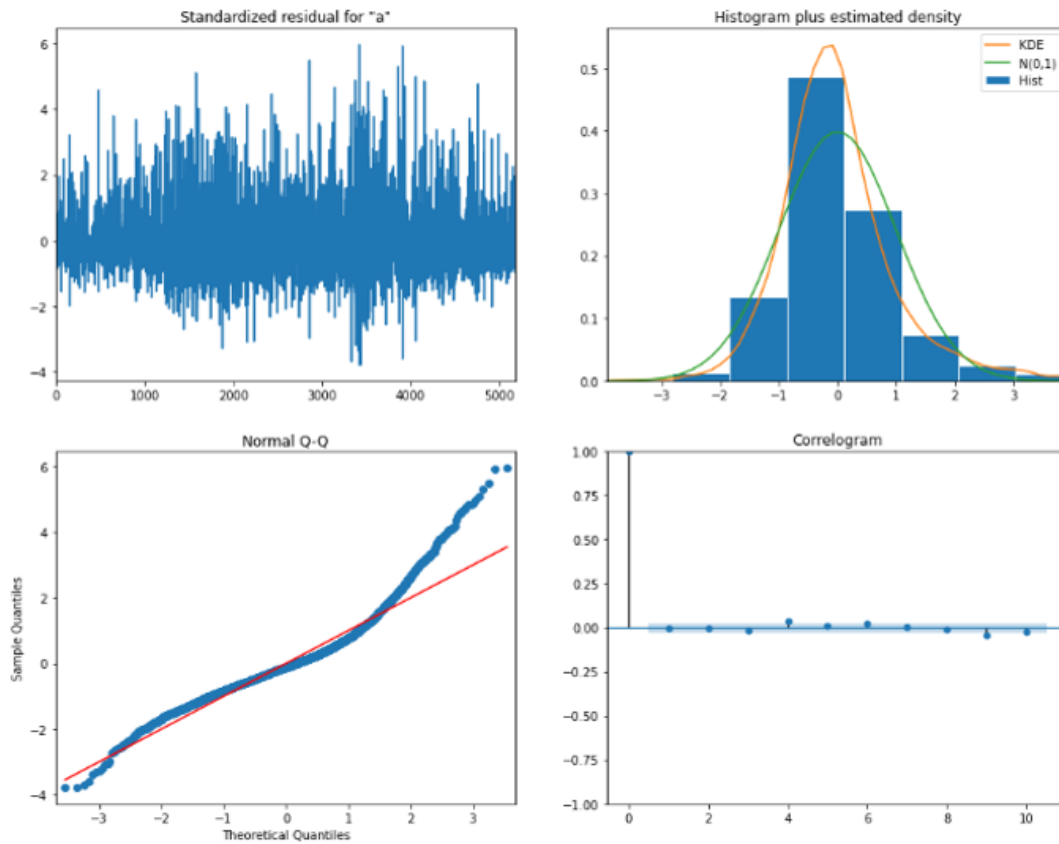 Standardized residual for "a"
6
4
2
0
−2
−4
0 1000 2000 3000 4000 5000
Histogram plus estimated density
KDE
N(0,1)
Hist
0.5
0.4
0.3
0.2
0.1
0.0
−3 −2 −1 0 1 2 3
Normal Q-Q
Sample Quantiles
6
4
2
0
−2
−4
−3 −2 −1 0 1 2 3
Theoretical Quantiles
Correlogram
1.00
0.75
0.50
0.25
0.00
−0.25
−0.50
−0.75
−1.00
0 2 4 6 8 10